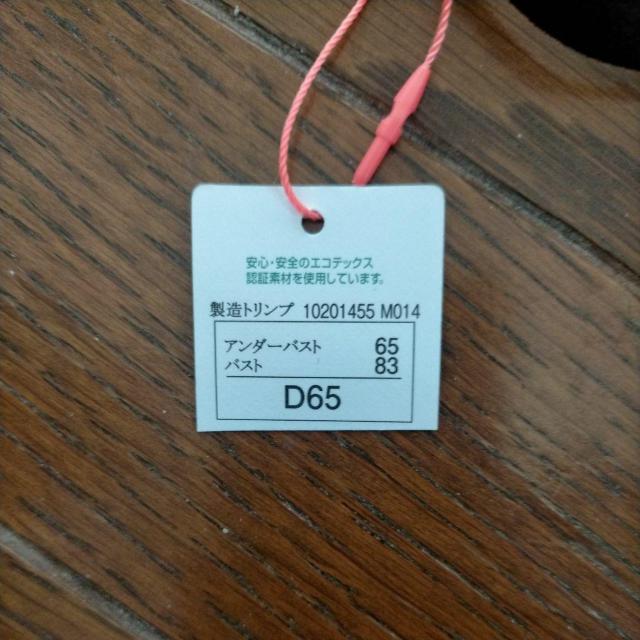 安心・安全のエコテックス
認証素材を使用しています。
製造トリンプ 10201455 M014
アンダーバスト 65
バスト 83
D65